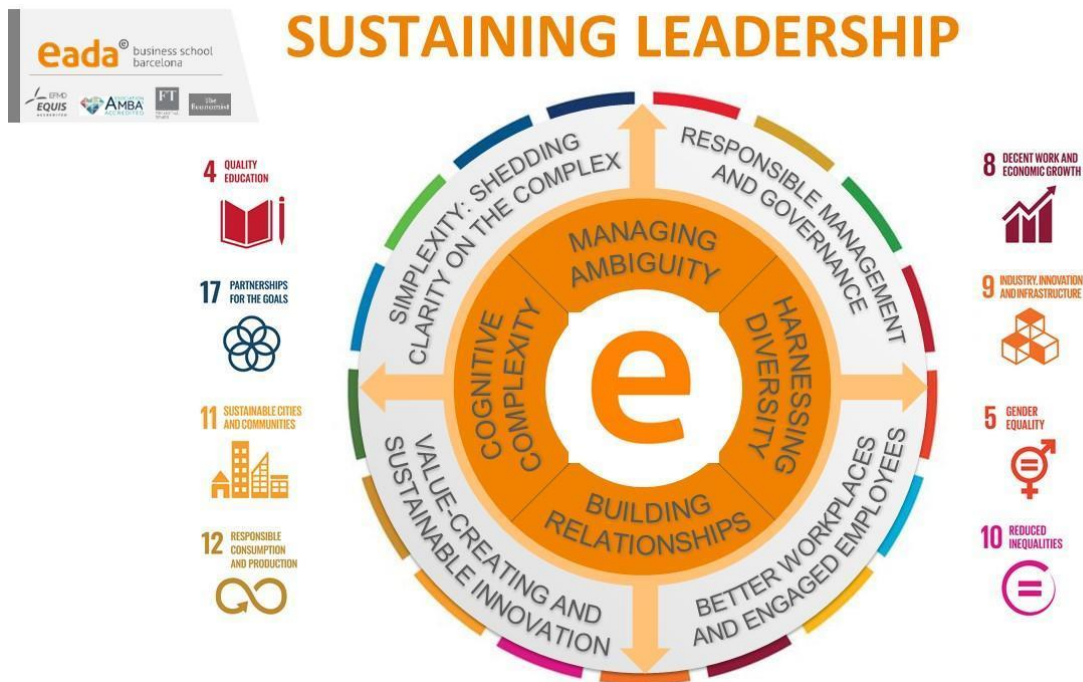 SUSTAINING LEADERSHIP
eada© business school
barcelona
EFMD
EQUIS
ACCREDITED
AMBA
ACCREDITED
FT
The
Economist
4 QUALITY
EDUCATION
17 PARTNERSHIPS
FOR THE GOALS
11 SUSTAINABLE CITIES
AND COMMUNITIES
12 RESPONSIBLE
CONSUMPTION
AND PRODUCTION
SIMPLEXITY: SHEDDING
CLARITY ON THE COMPLEX
RESPONSIBLE MANAGEMENT
AND GOVERNANCE
MANAGING
AMBIGUITY
COGNITIVE
COMPLEXITY
e
HARNESSING
DIVERSITY
BUILDING
RELATIONSHIPS
VALUE-CREATING AND
SUSTAINABLE INNOVATION
BETTER WORKPLACES
AND ENGAGED EMPLOYEES
8 DECENT WORK AND
ECONOMIC GROWTH
9 INDUSTRY, INNOVATION
AND INFRASTRUCTURE
5 GENDER
EQUALITY
10 REDUCED
INEQUALITIES